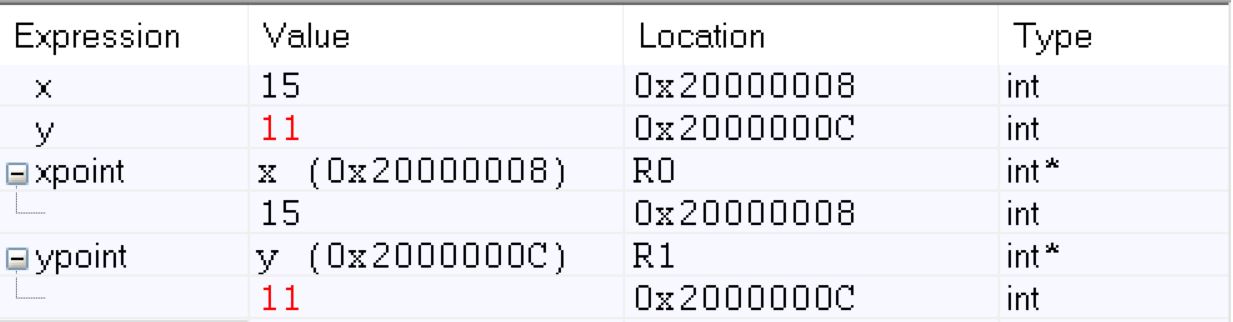 Expression Value Location Type
x 15 0x20000008 int
y 11 0x2000000C int
xpoint x (0x20000008) R0 int*
15 0x20000008 int
ypoint y (0x2000000C) R1 int*
11 0x2000000C int